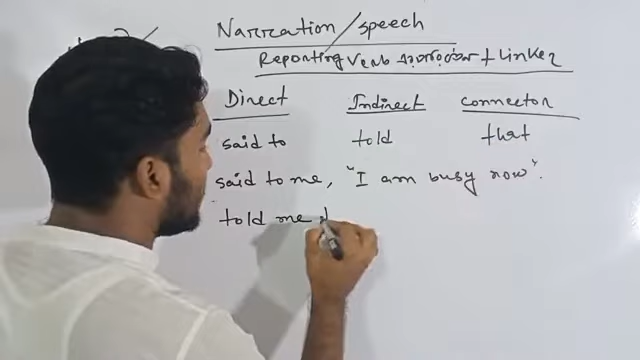 Narration/speech
Reporting Verb রূপান্তর + Linker
Direct Indirect connector
said to told that
said to me, "I am busy now".
told me